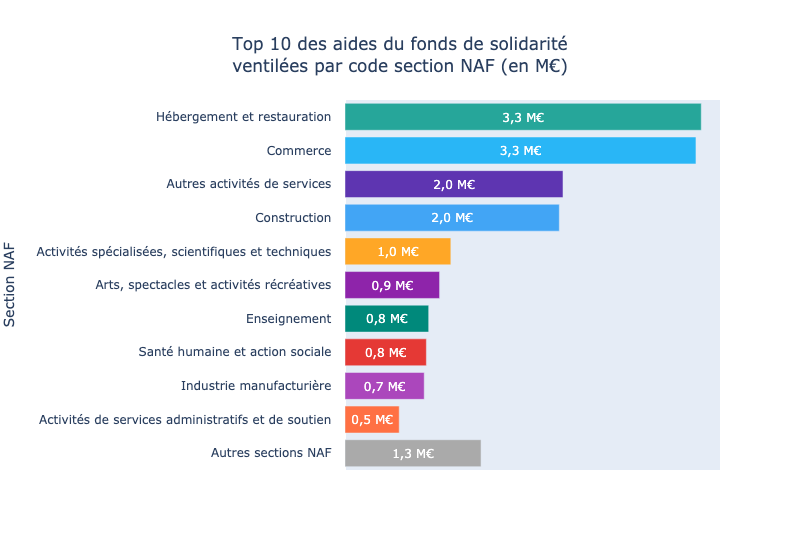 Top 10 des aides du fonds de solidarité
ventilées par code section NAF (en M€)
Section NAF
Hébergement et restauration 3,3 M€
Commerce 3,3 M€
Autres activités de services 2,0 M€
Construction 2,0 M€
Activités spécialisées, scientifiques et techniques 1,0 M€
Arts, spectacles et activités récréatives 0,9 M€
Enseignement 0,8 M€
Santé humaine et action sociale 0,8 M€
Industrie manufacturière 0,7 M€
Activités de services administratifs et de soutien 0,5 M€
Autres sections NAF 1,3 M€